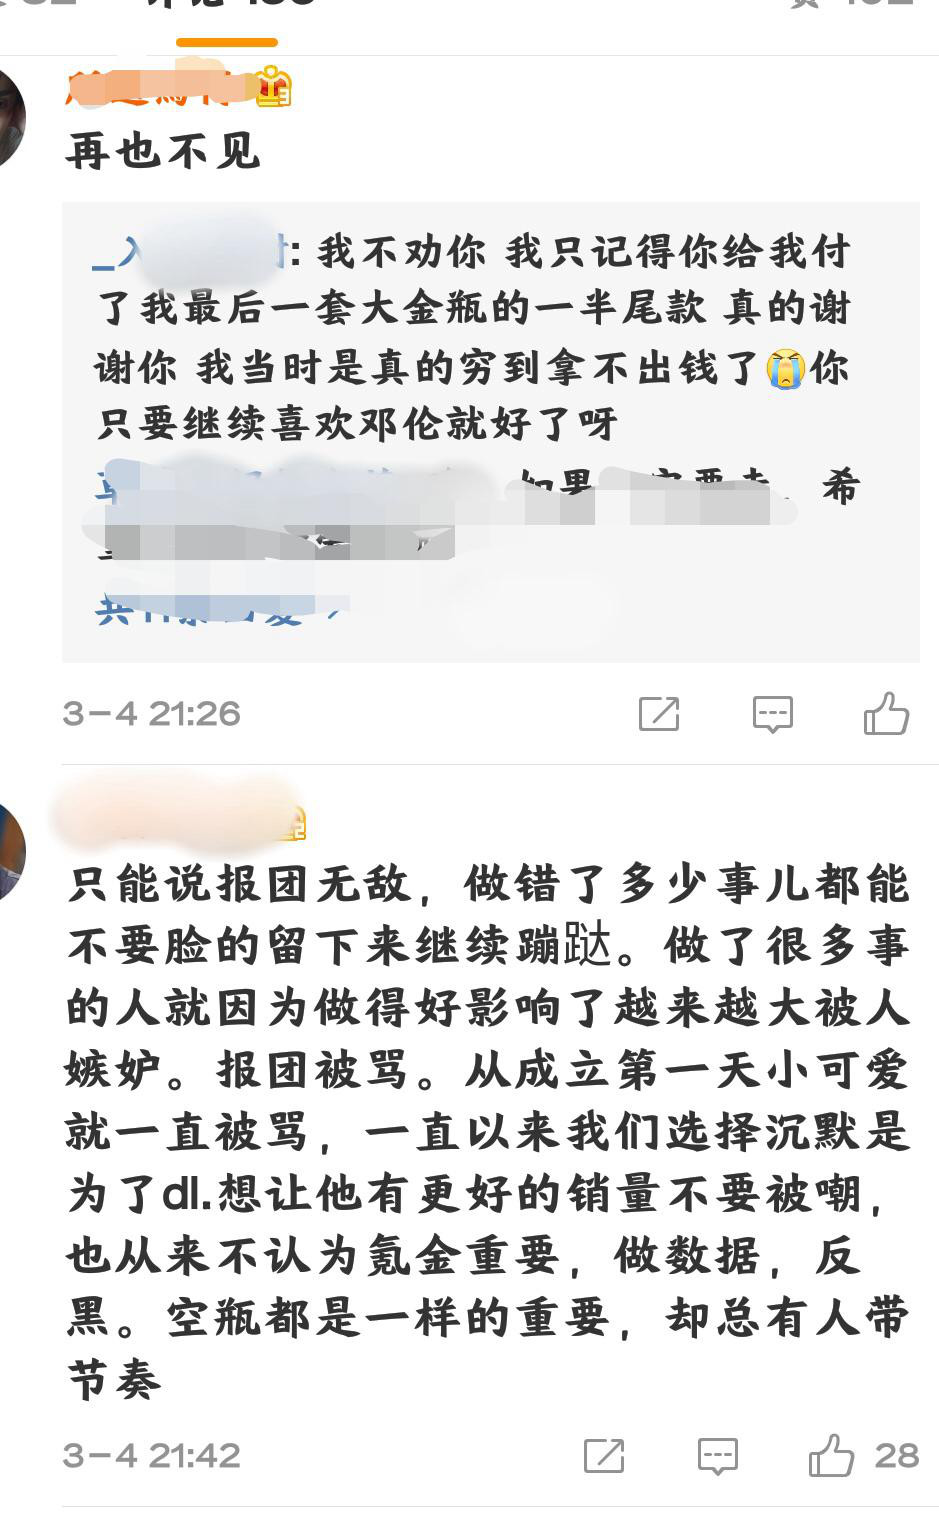 再也不见
: 我不劝你 我只记得你给我付
了我最后一套大金瓶的一半尾款 真的谢
谢你 我当时是真的穷到拿不出钱了😭你
只要继续喜欢邓伦就好了呀
希
3-4 21:26
只能说报团无敌，做错了多少事儿都能
不要脸的留下来继续蹦跶。做了很多事
的人就因为做得好影响了越来越大被人
嫉妒。报团被骂。从成立第一天小可爱
就一直被骂，一直以来我们选择沉默是
为了dl.想让他有更好的销量不要被嘲，
也从来不认为氪金重要，做数据，反
黑。空瓶都是一样的重要，却总有人带
节奏
3-4 21:42
28